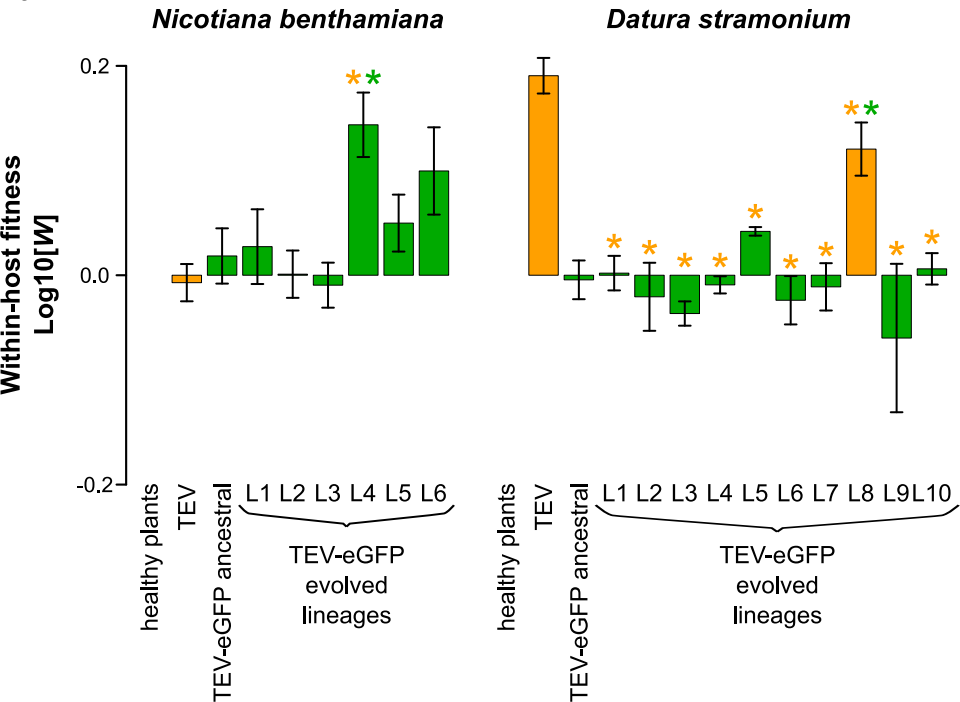 Nicotiana benthamiana
Datura stramonium
Within-host fitness
Log10[W]
0.2
0.0
-0.2
* *
* * * * * * * * * * *
healthy plants
TEV
TEV-eGFP ancestral
L1 L2 L3 L4 L5 L6
TEV-eGFP
evolved
lineages
healthy plants
TEV
TEV-eGFP ancestral
L1 L2 L3 L4 L5 L6 L7 L8 L9 L10
TEV-eGFP
evolved
lineages